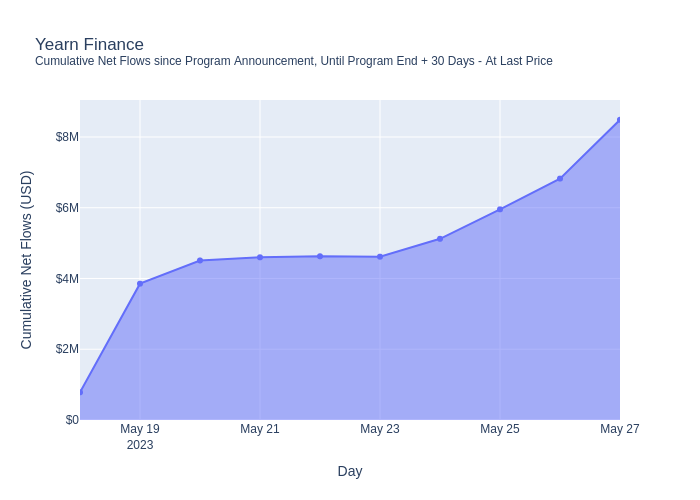 Yearn Finance
Cumulative Net Flows since Program Announcement, Until Program End + 30 Days - At Last Price
Cumulative Net Flows (USD)
$8M
$6M
$4M
$2M
$0
May 19
2023
May 21
May 23
May 25
May 27
Day